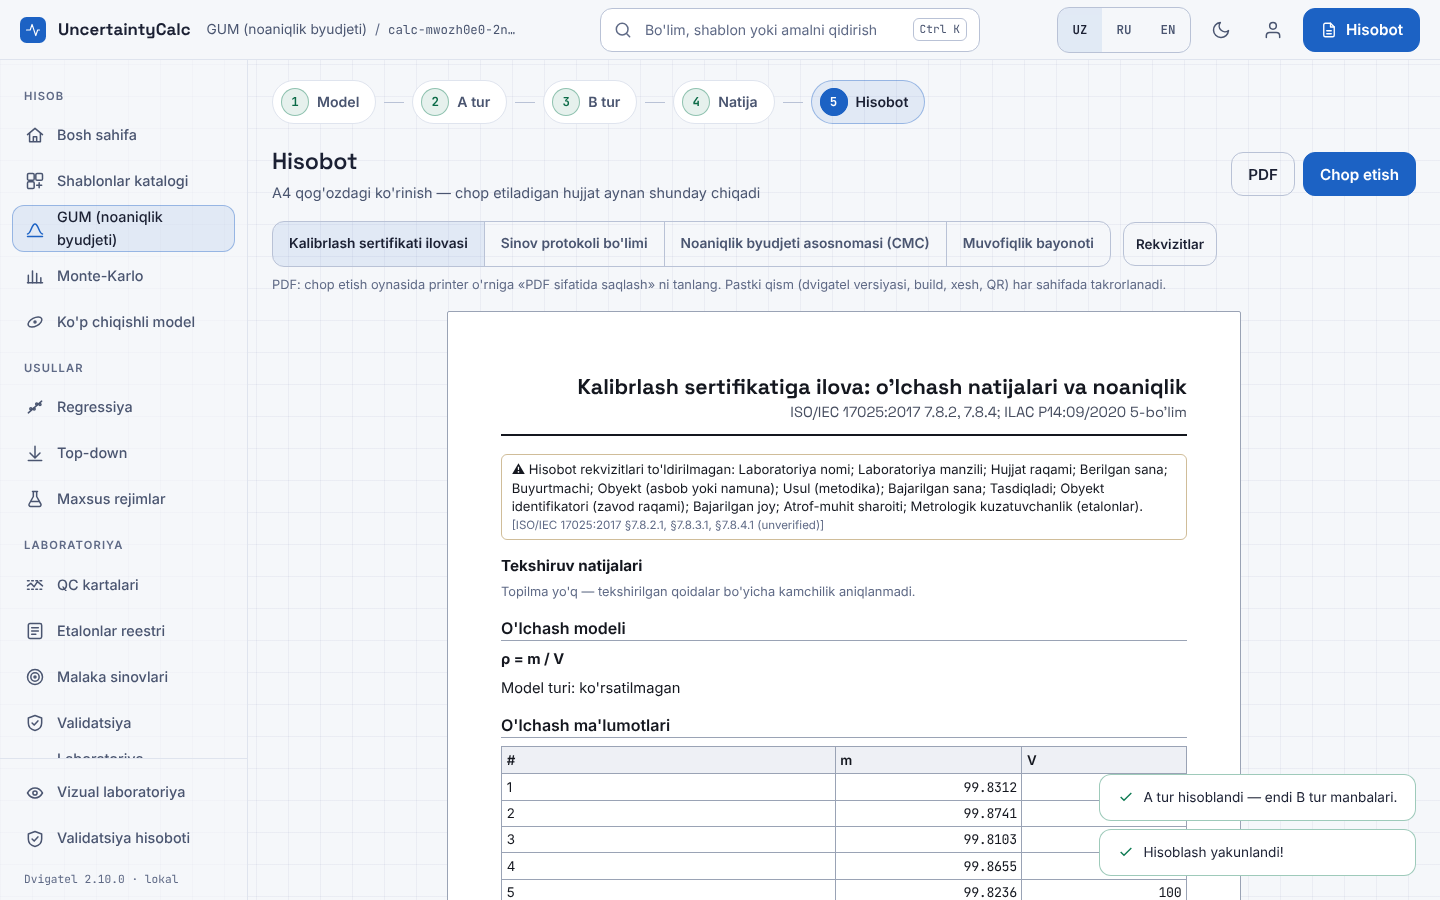 UncertaintyCalc
GUM (noaniqlik byudjeti) / calc-mwozh0e0-2n…
Bo'lim, shablon yoki amalni qidirish
Ctrl K
UZ
RU
EN
Hisobot
HISOB
Bosh sahifa
Shablonlar katalogi
GUM (noaniqlik
byudjeti)
Monte-Karlo
Ko'p chiqishli model
USULLAR
Regressiya
Top-down
Maxsus rejimlar
LABORATORIYA
QC kartalari
Etalonlar reestri
Malaka sinovlari
Validatsiya
Vizual laboratoriya
Validatsiya hisoboti
Dvigatel 2.10.0 · lokal
1 Model
2 A tur
3 B tur
4 Natija
5 Hisobot
Hisobot
A4 qog'ozdagi ko'rinish — chop etiladigan hujjat aynan shunday chiqadi
PDF
Chop etish
Kalibrlash sertifikati ilovasi
Sinov protokoli bo'limi
Noaniqlik byudjeti asosnomasi (CMC)
Muvofiqlik bayonoti
Rekvizitlar
PDF: chop etish oynasida printer o'rniga «PDF sifatida saqlash» ni tanlang. Pastki qism (dvigatel versiyasi, build, xesh, QR) har sahifada takrorlanadi.
Kalibrlash sertifikatiga ilova: o'lchash natijalari va noaniqlik
ISO/IEC 17025:2017 7.8.2, 7.8.4; ILAC P14:09/2020 5-bo'lim
⚠ Hisobot rekvizitlari to'ldirilmagan: Laboratoriya nomi; Laboratoriya manzili; Hujjat raqami; Berilgan sana;
Buyurtmachi; Obyekt (asbob yoki namuna); Usul (metodika); Bajarilgan sana; Tasdiqladi; Obyekt
identifikatori (zavod raqami); Bajarilgan joy; Atrof-muhit sharoiti; Metrologik kuzatuvchanlik (etalonlar).
[ISO/IEC 17025:2017 §7.8.2.1, §7.8.3.1, §7.8.4.1 (unverified)]
Tekshiruv natijalari
Topilma yo'q — tekshirilgan qoidalar bo'yicha kamchilik aniqlanmadi.
O'lchash modeli
ρ = m / V
Model turi: ko'rsatilmagan
O'lchash ma'lumotlari
# m V
1 99.8312
2 99.8741
3 99.8103
4 99.8655
5 99.8236 100
A tur hisoblandi — endi B tur manbalari.
Hisoblash yakunlandi!